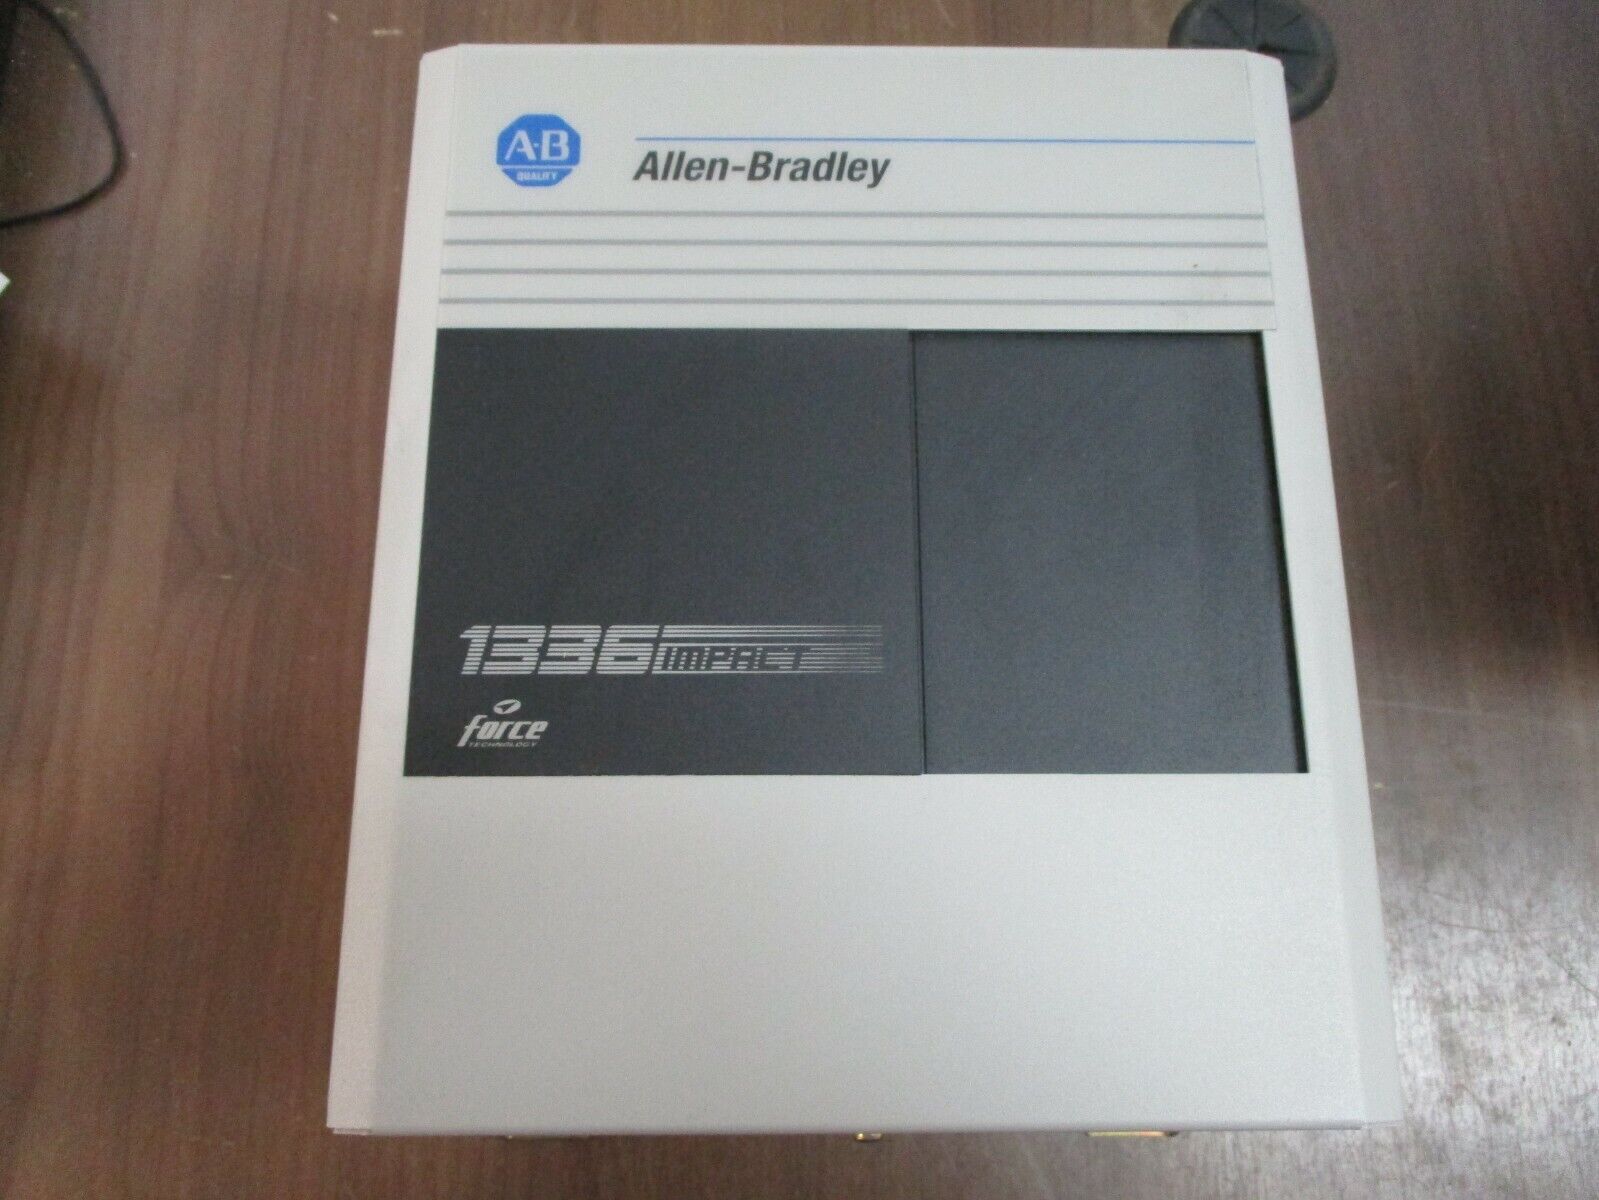 A-B
QUALITY
Allen-Bradley
1336 IMPACT
force
TECHNOLOGY